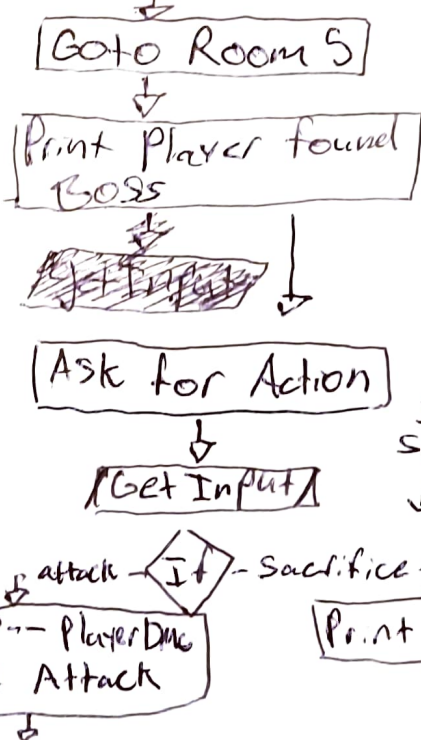 Goto Room 5
Print Player found
Boss
Ask for Action
Get Input
attack If Sacrifice
PlayerDmg Print
Attack